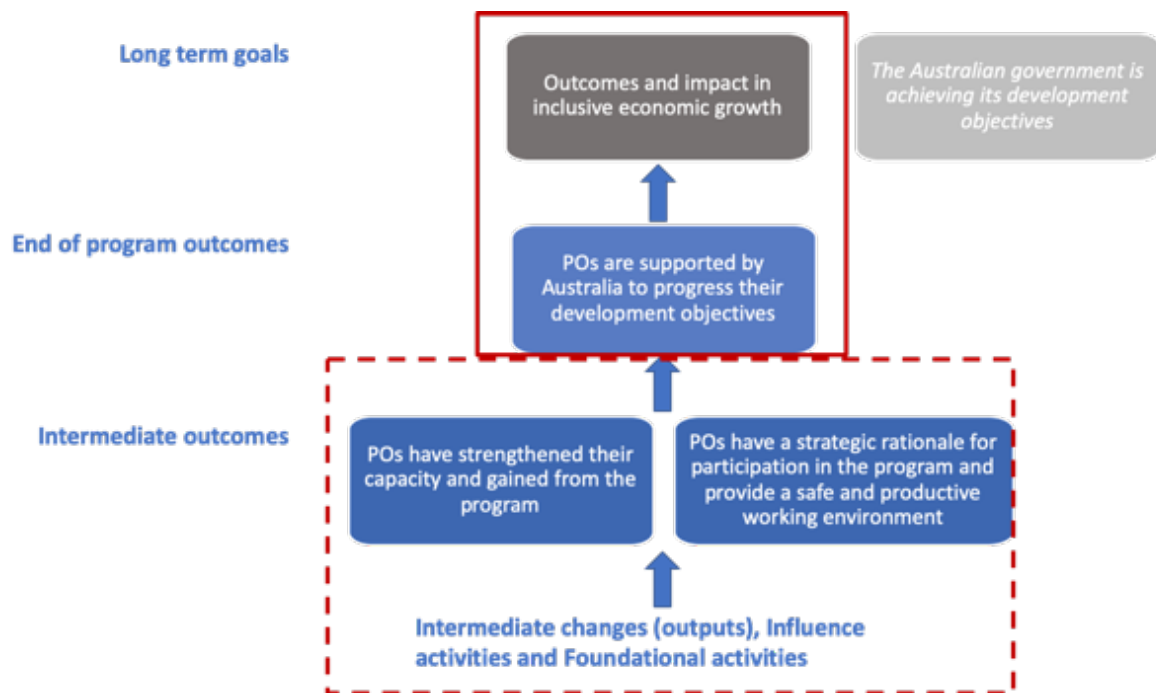 Long term goals
Outcomes and impact in
inclusive economic growth
The Australian government is
achieving its development
objectives
End of program outcomes
POs are supported by
Australia to progress their
development objectives
Intermediate outcomes
POs have strengthened their
capacity and gained from the
program
POs have a strategic rationale for
participation in the program and
provide a safe and productive
working environment
Intermediate changes (outputs), Influence
activities and Foundational activities